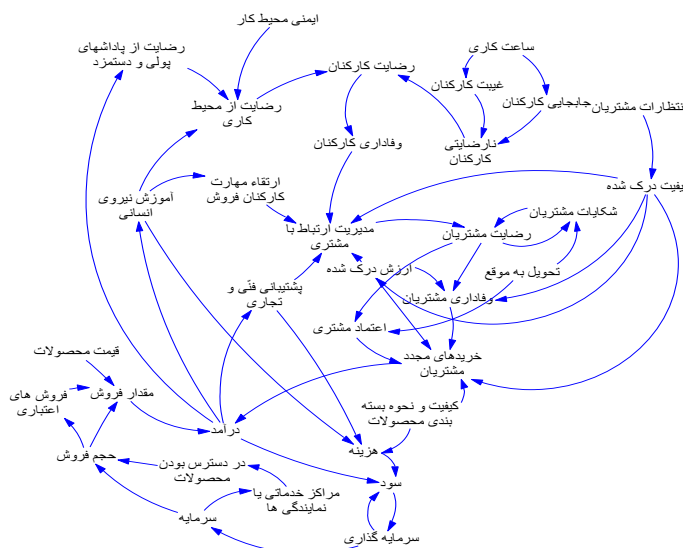 ایمنی محیط کار
رضایت از پاداشهای
پولی و دستمزد
ساعت کاری
رضایت کارکنان
غیبت کارکنان
رضایت از محیط
کاری
جابجایی کارکنان
نتظارات مشتریان
وفاداری کارکنان
نارضایتی
کارکنان
ارتقاء مهارت
کارکنان فروش
آموزش نیروی
انسانی
یفیت درک شده
شکایات مشتریان
مدیریت ارتباط با
مشتری
رضایت مشتریان
ارزش درک شده
تحویل به موقع
پشتیبانی فنّی و
تجاری
وفاداری مشتریان
اعتماد مشتری
قیمت محصولات
خریدهای مجدد
مشتریان
فروش های
اعتباری
مقدار فروش
کیفیت و نحوه بسته
بندی محصولات
درآمد
هزینه
حجم فروش
در دسترس بودن
محصولات
سود
مراکز خدماتی یا
نمایندگی ها
سرمایه
سرمایه گذاری